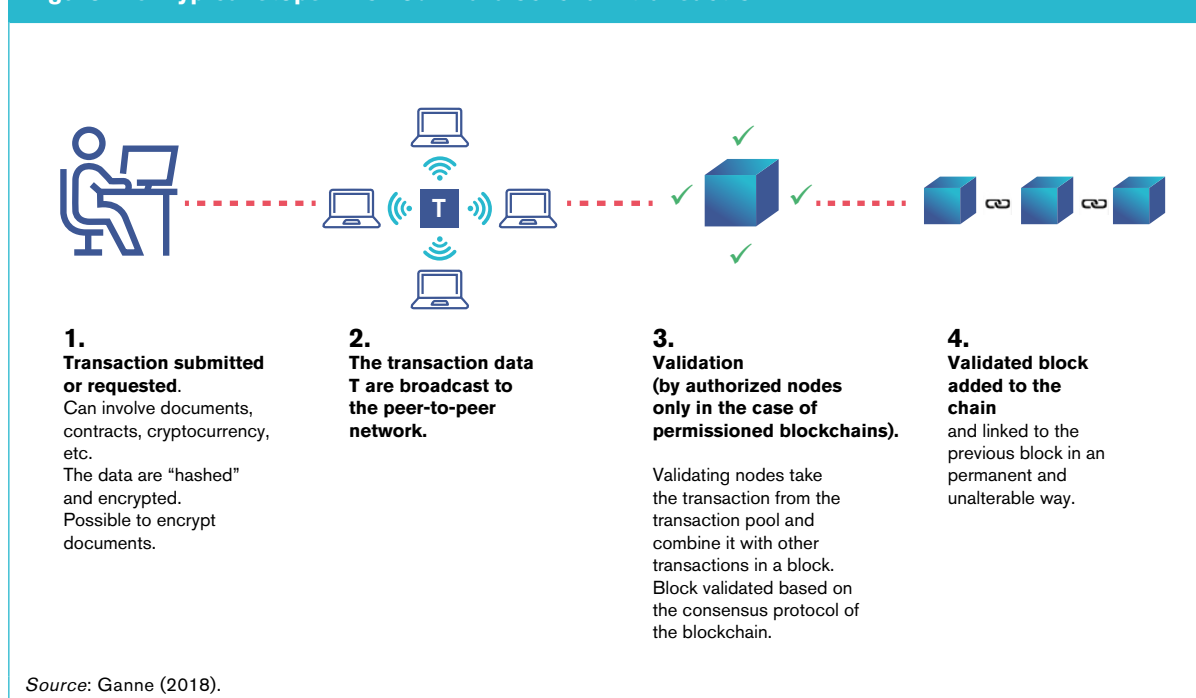 T
1.
Transaction submitted
or requested.
Can involve documents,
contracts, cryptocurrency,
etc.
The data are “hashed”
and encrypted.
Possible to encrypt
documents.
2.
The transaction data
T are broadcast to
the peer-to-peer
network.
3.
Validation
(by authorized nodes
only in the case of
permissioned blockchains).
Validating nodes take
the transaction from the
transaction pool and
combine it with other
transactions in a block.
Block validated based on
the consensus protocol of
the blockchain.
4.
Validated block
added to the
chain
and linked to the
previous block in an
permanent and
unalterable way.
Source: Ganne (2018).